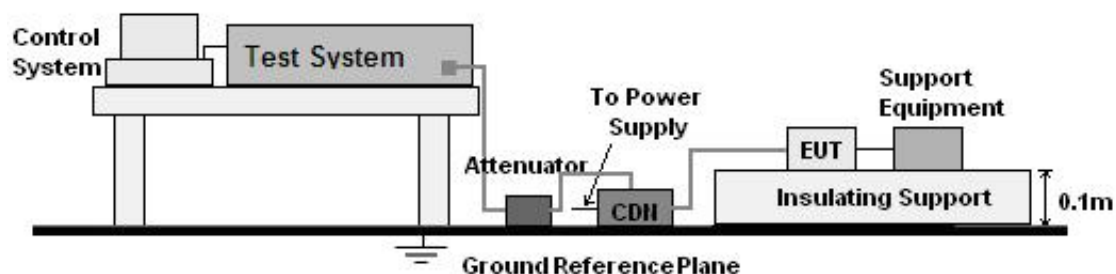 Control
System
Test System
To Power
Supply
Support
Equipment
Attenuator
EUT
CDN
Insulating Support
0.1m
Ground Reference Plane